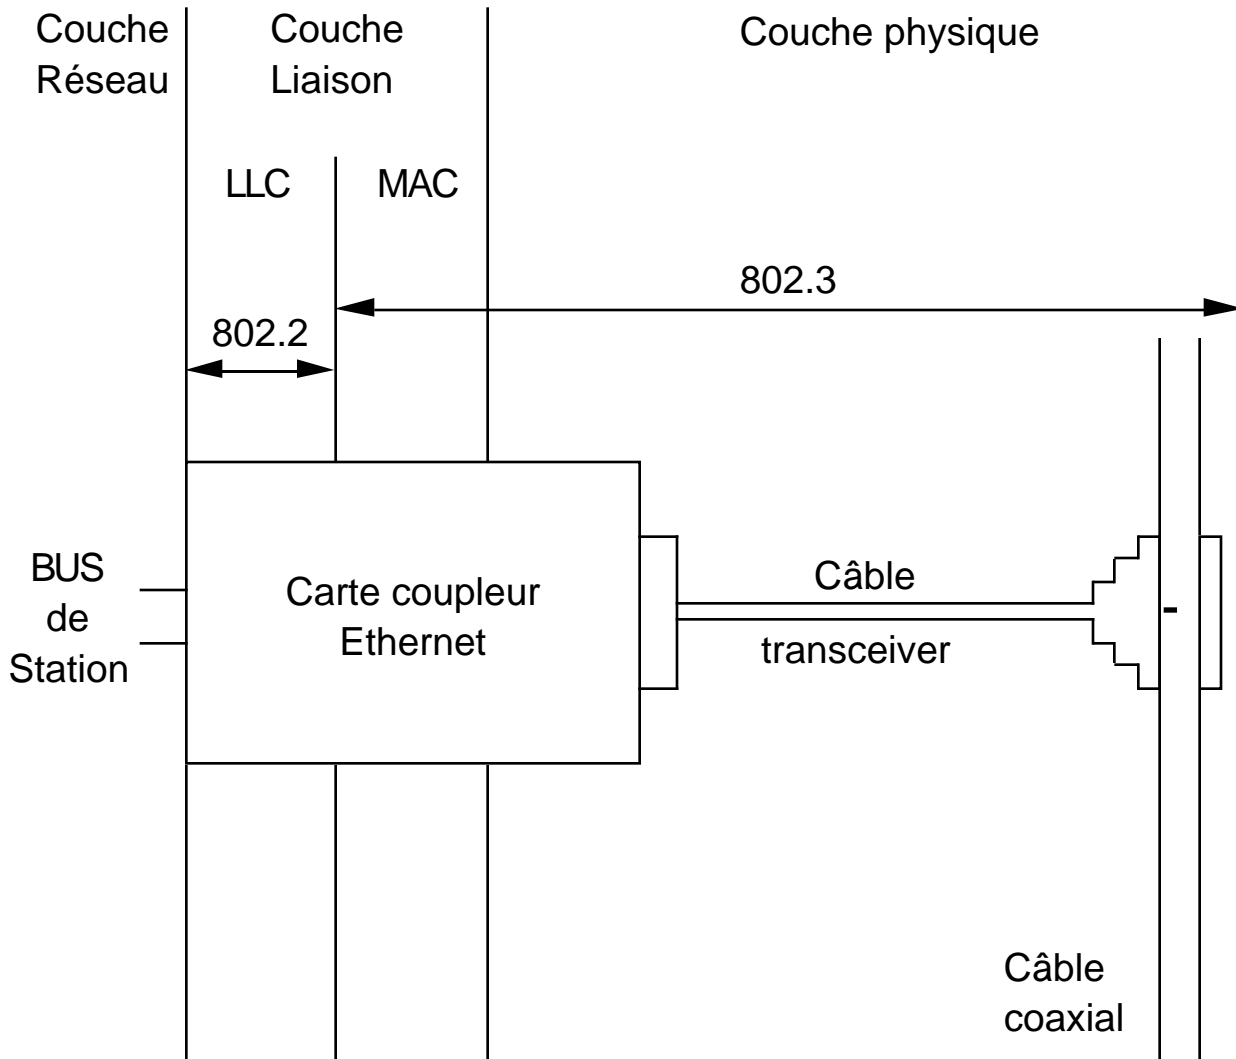 Couche
Réseau
Couche
Liaison
Couche physique
LLC
MAC
802.3
802.2
BUS
de
Station
Carte coupleur
Ethernet
Câble
transceiver
Câble
coaxial